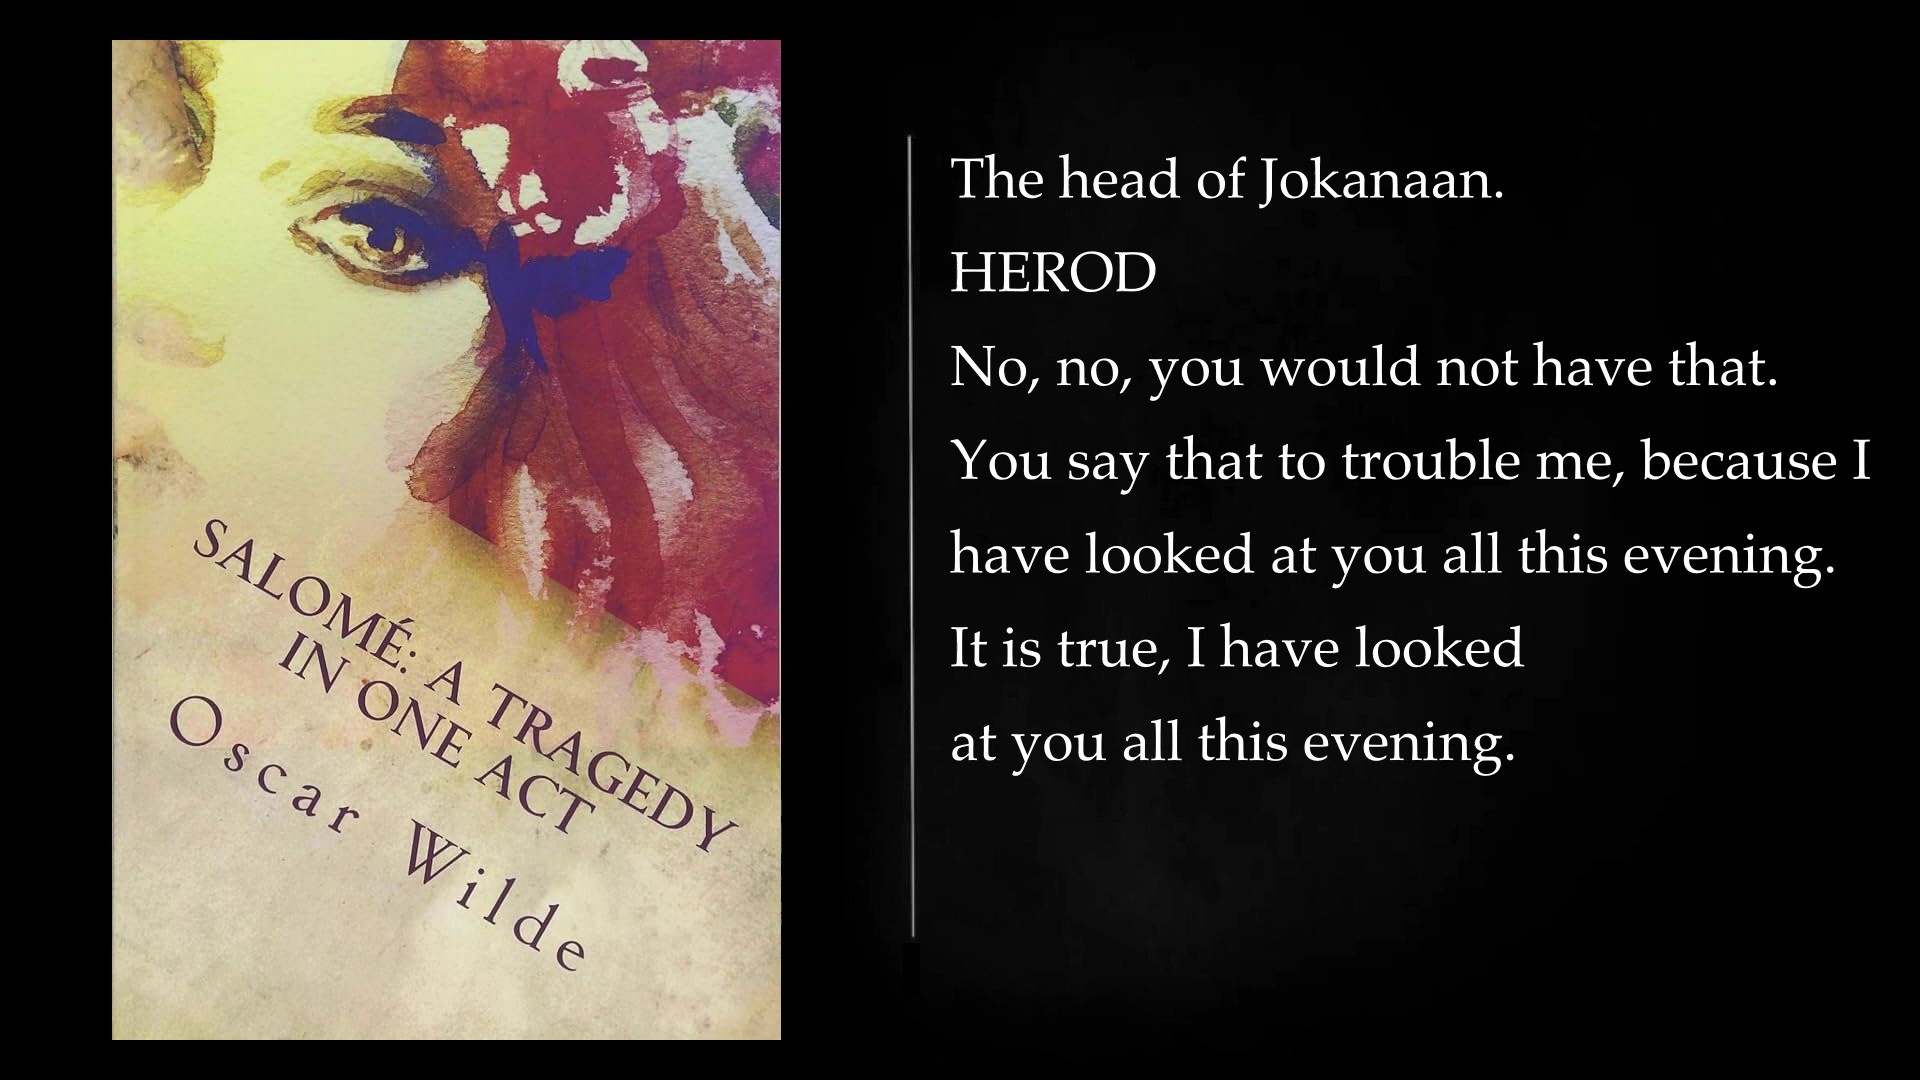 SALOMÉ: A TRAGEDY
IN ONE ACT
Oscar Wilde
The head of Jokanaan.
HEROD
No, no, you would not have that.
You say that to trouble me, because I
have looked at you all this evening.
It is true, I have looked
at you all this evening.